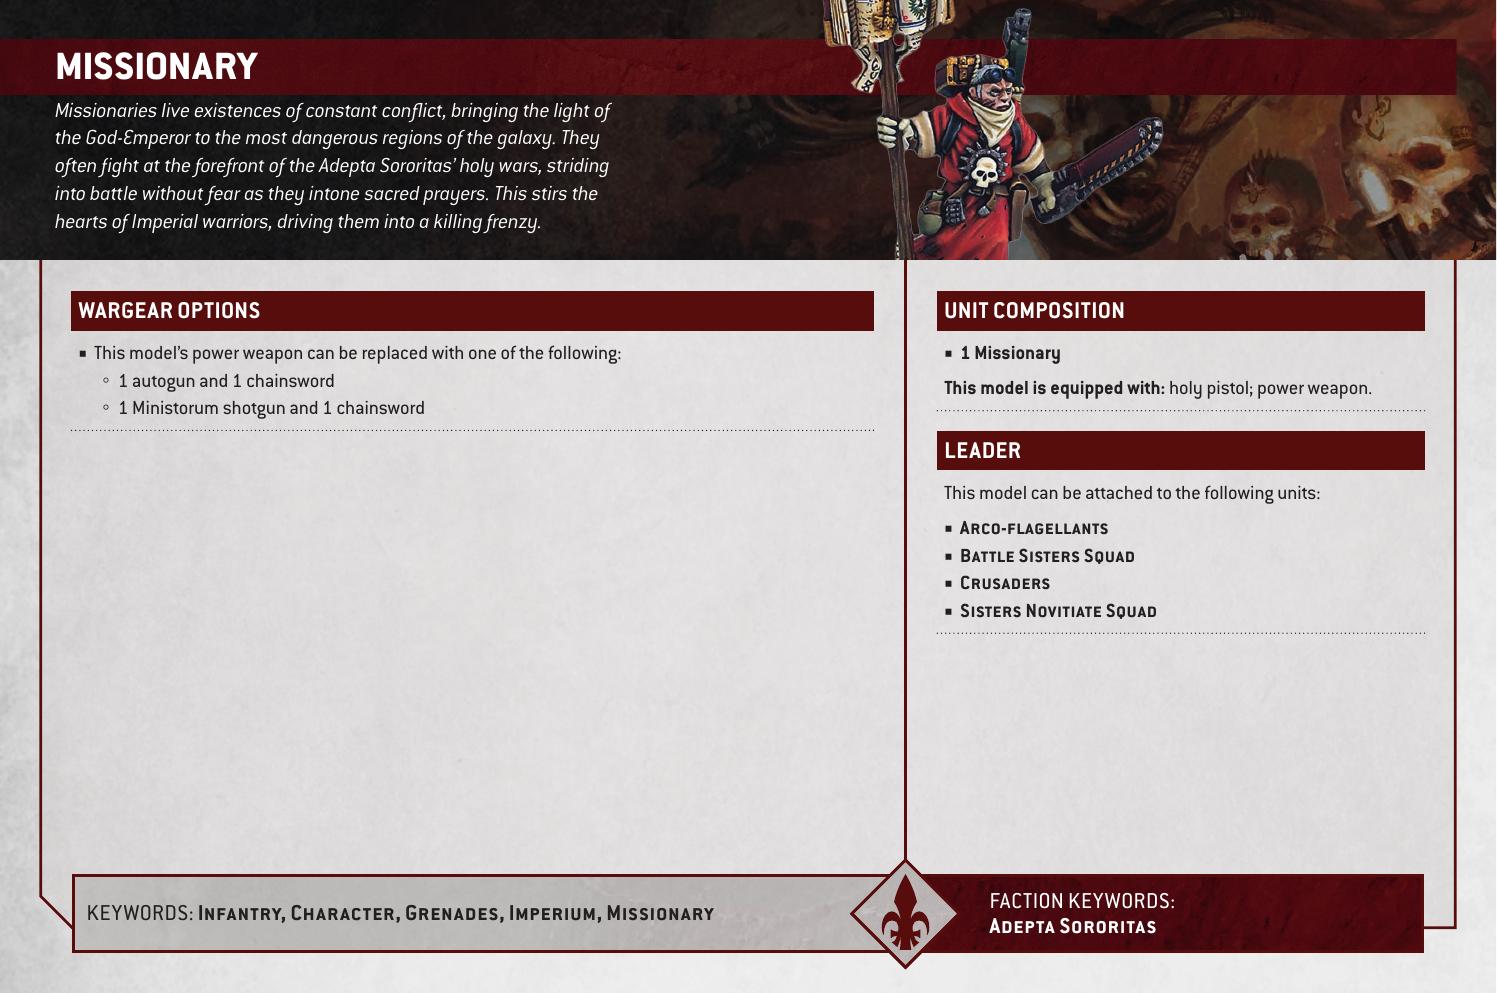 MISSIONARY
Missionaries live existences of constant conflict, bringing the light of
the God-Emperor to the most dangerous regions of the galaxy. They
often fight at the forefront of the Adepta Sororitas’ holy wars, striding
into battle without fear as they intone sacred prayers. This stirs the
hearts of Imperial warriors, driving them into a killing frenzy.
WARGEAR OPTIONS
▪ This model’s power weapon can be replaced with one of the following:
◦ 1 autogun and 1 chainsword
◦ 1 Ministorum shotgun and 1 chainsword
UNIT COMPOSITION
▪ 1 Missionary
This model is equipped with: holy pistol; power weapon.
LEADER
This model can be attached to the following units:
▪ Arco-flagellants
▪ Battle Sisters Squad
▪ Crusaders
▪ Sisters Novitiate Squad
KEYWORDS: Infantry, Character, Grenades, Imperium, Missionary
FACTION KEYWORDS:
Adepta Sororitas